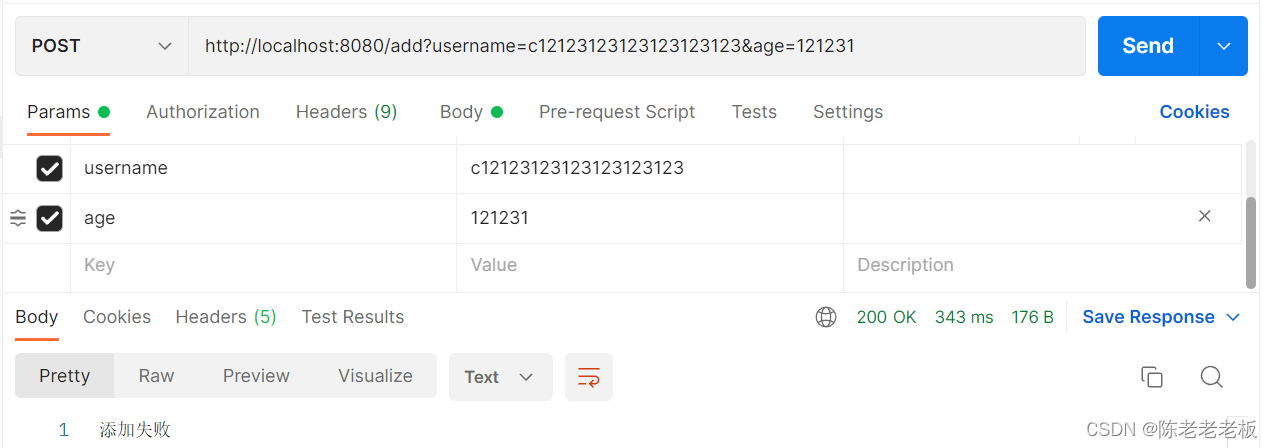 POST http://localhost:8080/add?username=c12123123123123123123&age=121231 Send
Params Authorization Headers (9) Body Pre-request Script Tests Settings Cookies
username c12123123123123123123
age 121231
Key Value Description
Body Cookies Headers (5) Test Results 200 OK 343 ms 176 B Save Response
Pretty Raw Preview Visualize Text
1 添加失败
CSDN @陈老老老板